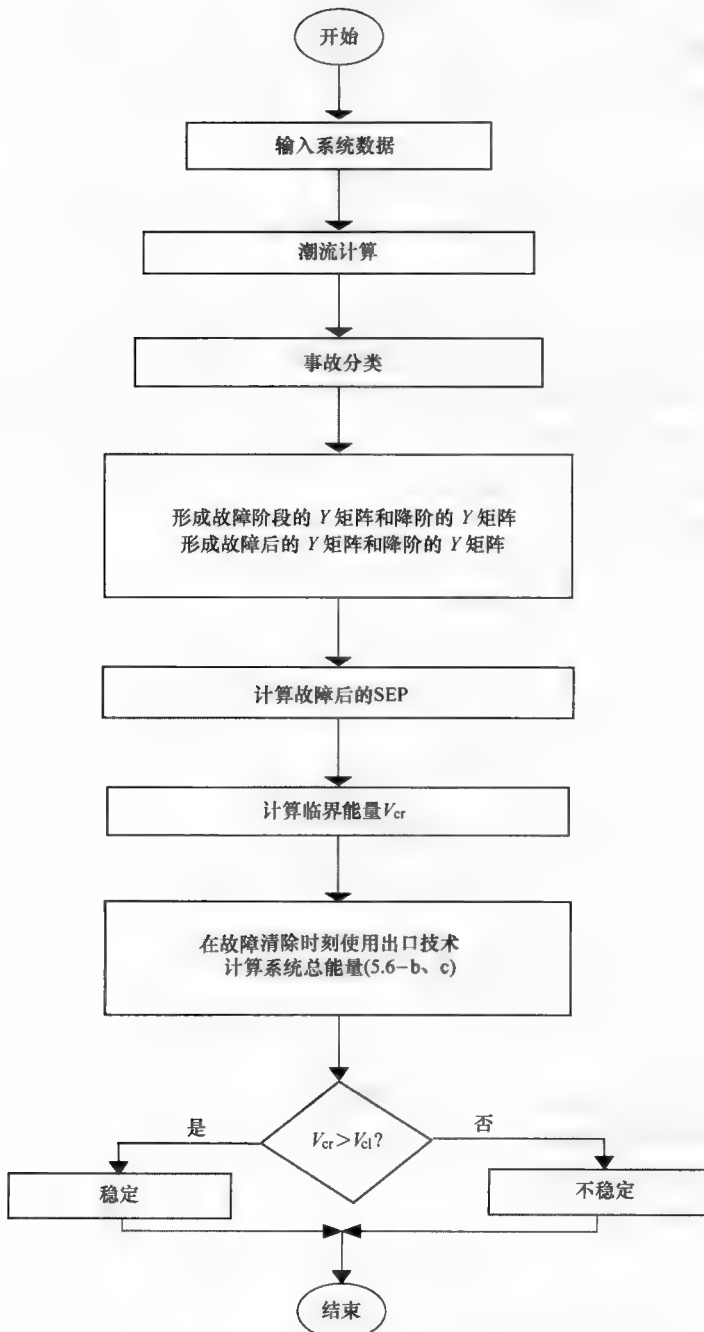 开始
输入系统数据
潮流计算
事故分类
形成故障阶段的 Y 矩阵和降阶的 Y 矩阵
形成故障后的 Y 矩阵和降阶的 Y 矩阵
计算故障后的SEP
计算临界能量Vcr
在故障清除时刻使用出口技术
计算系统总能量(5.6-b、c)
是
Vcr>Vcl?
否
稳定
不稳定
结束